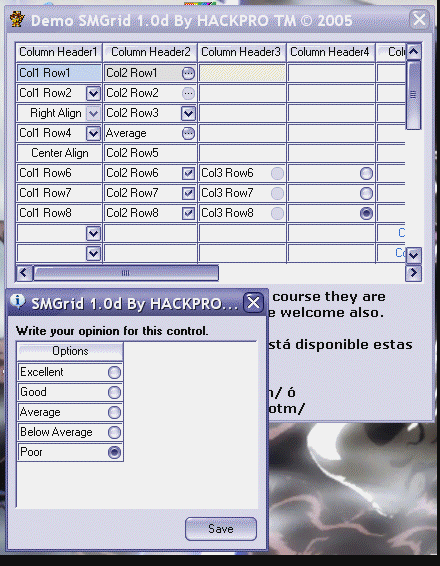 Demo SMGrid 1.0d By HACKPRO TM © 2005
Column Header1 Column Header2 Column Header3 Column Header4
Col1 Row1 Col2 Row1
Col1 Row2 Col2 Row2
Right Align Col2 Row3
Col1 Row4 Average
Center Align Col2 Row5
Col1 Row6 Col2 Row6 Col3 Row6
Col1 Row7 Col2 Row7 Col3 Row7
Col1 Row8 Col2 Row8 Col3 Row8
SMGrid 1.0d By HACKPRO...
Write your opinion for this control.
Options
Excellent
Good
Average
Below Average
Poor
Save
course they are
e welcome also.
stá disponible estas
n/ ó
otm/